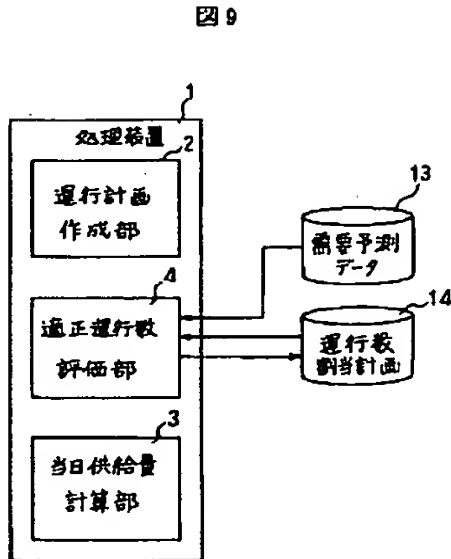 図9
1
処理装置
2
運行計画
作成部
4
適正運行数
評価部
3
当日供給量
計算部
13
需要予測
データ
14
運行数
割当計画